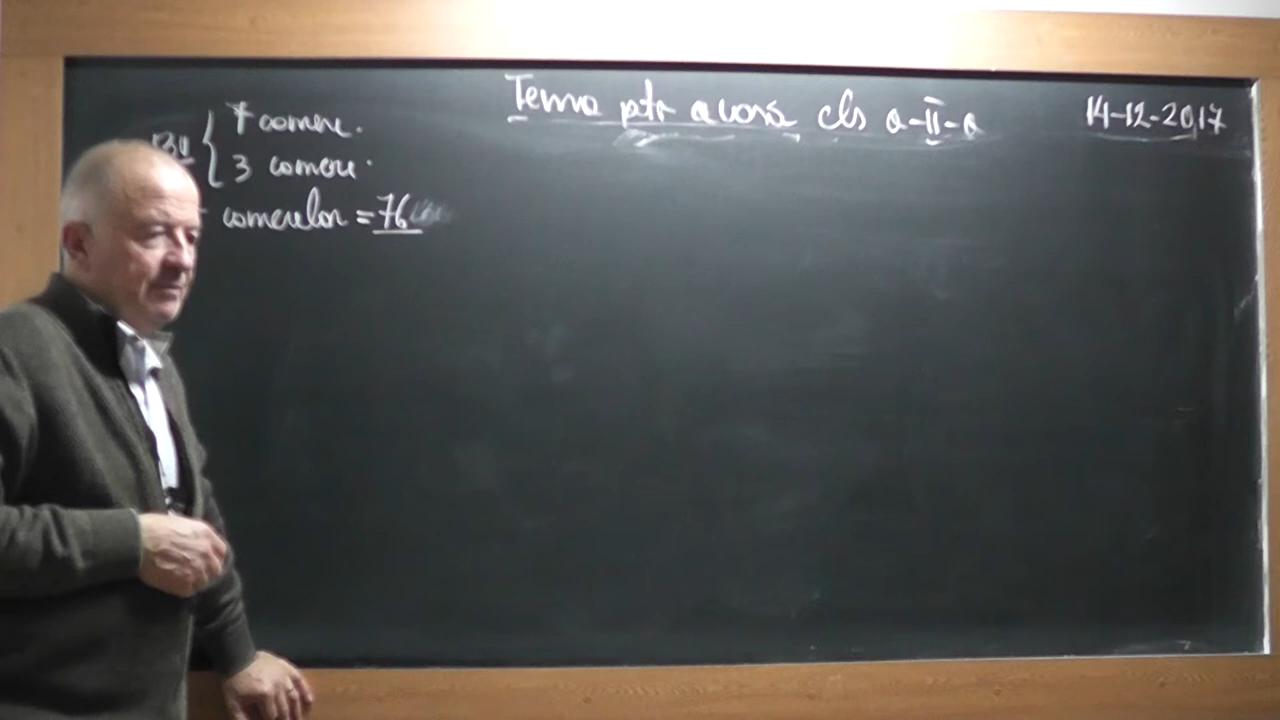 Tema ptr acasă cls a-II-a
14-12-2017
7 camere.
3 camere.
camerelor = 76